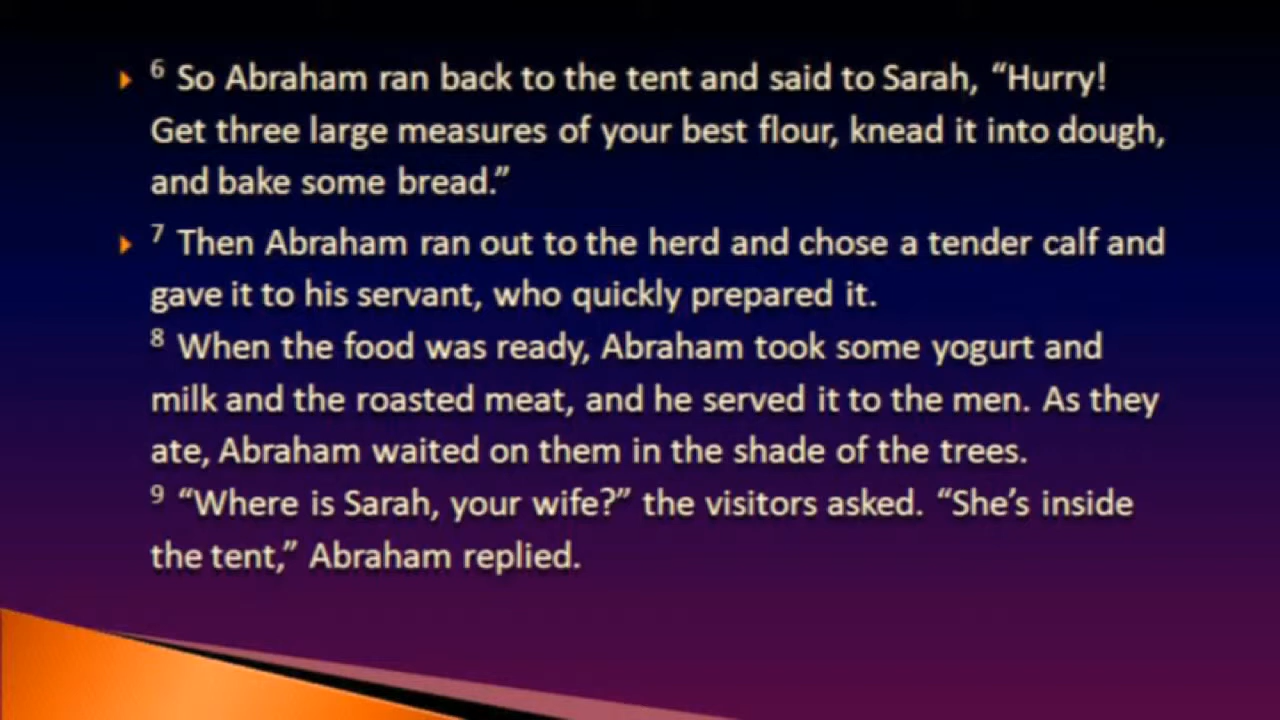 6 So Abraham ran back to the tent and said to Sarah, “Hurry!
Get three large measures of your best flour, knead it into dough,
and bake some bread.”
7 Then Abraham ran out to the herd and chose a tender calf and
gave it to his servant, who quickly prepared it.
8 When the food was ready, Abraham took some yogurt and
milk and the roasted meat, and he served it to the men. As they
ate, Abraham waited on them in the shade of the trees.
9 “Where is Sarah, your wife?” the visitors asked. “She’s inside
the tent,” Abraham replied.